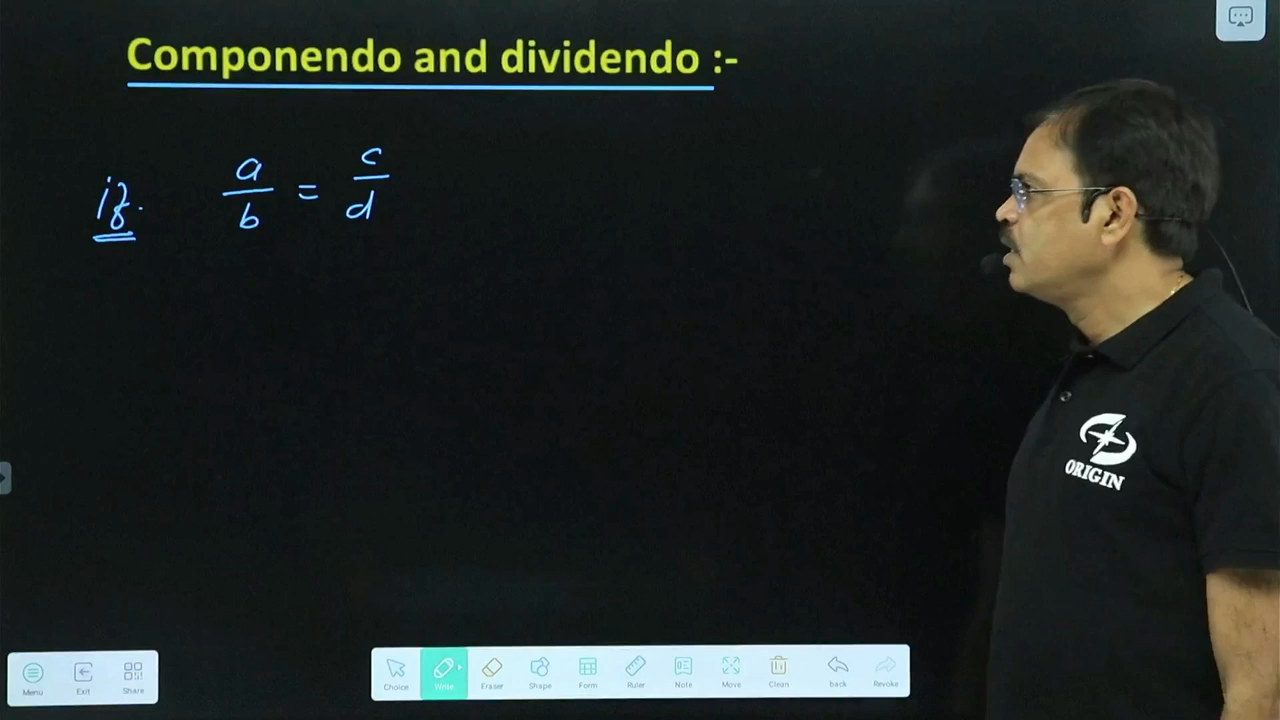 Componendo and dividendo :-
if. a/b = c/d
ORIGIN
Menu Exit Share
Choice Write Eraser Shape Form Ruler Note Move Clean back Revoke